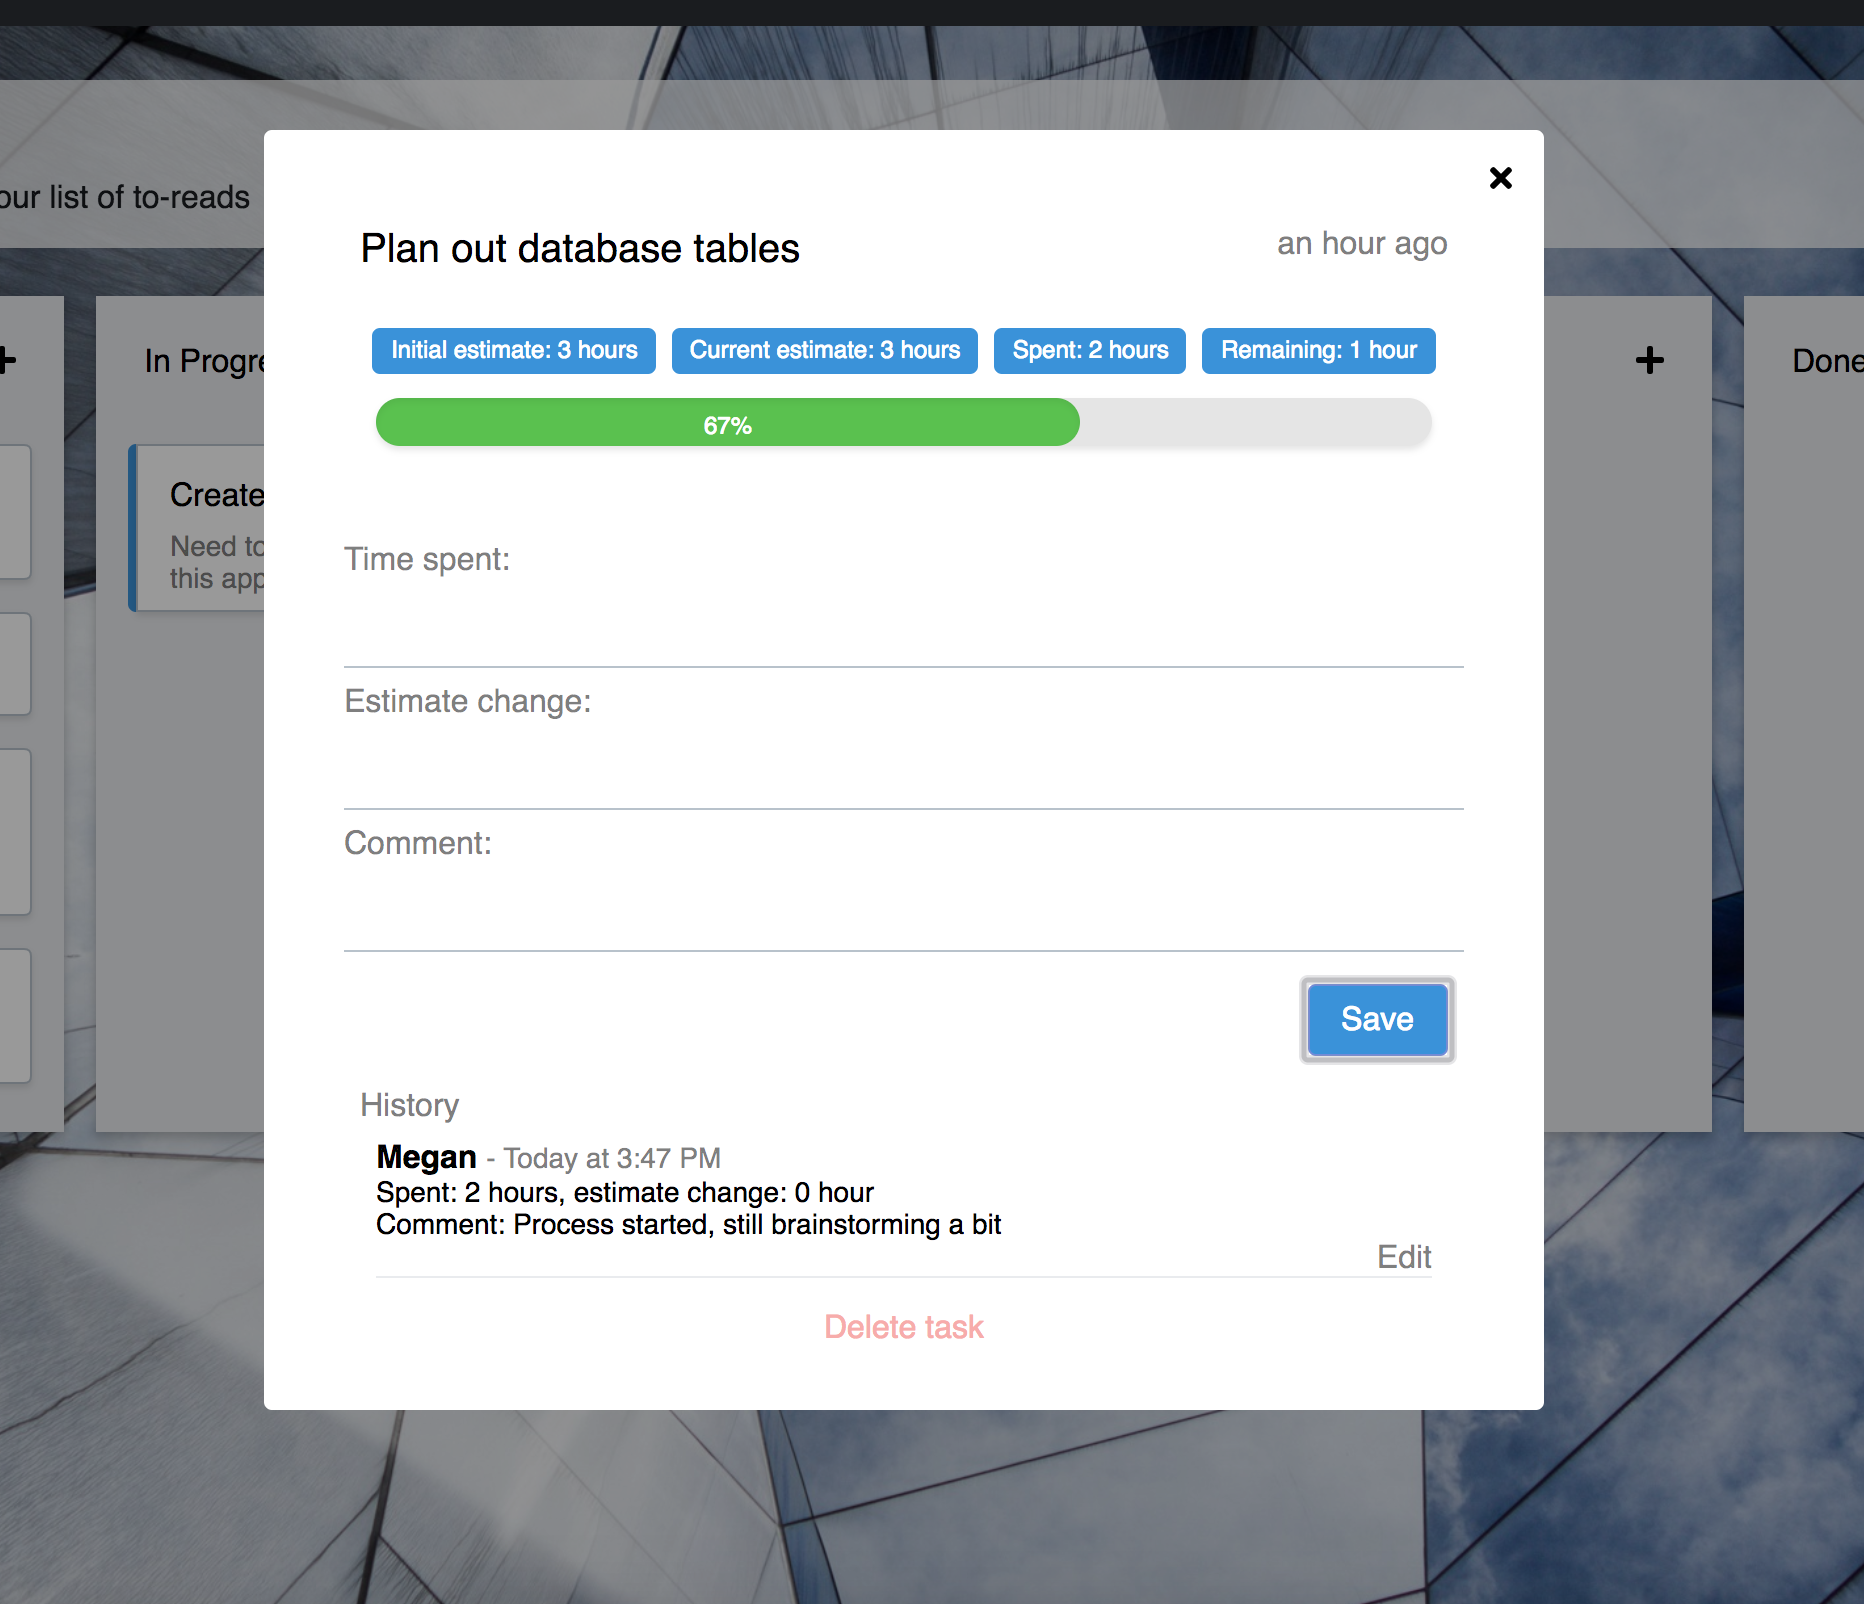 our list of to-reads
Plan out database tables
an hour ago
Initial estimate: 3 hours
Current estimate: 3 hours
Spent: 2 hours
Remaining: 1 hour
67%
In Progre
Done
Create
Need to
this app
Time spent:
Estimate change:
Comment:
Save
History
Megan - Today at 3:47 PM
Spent: 2 hours, estimate change: 0 hour
Comment: Process started, still brainstorming a bit
Edit
Delete task